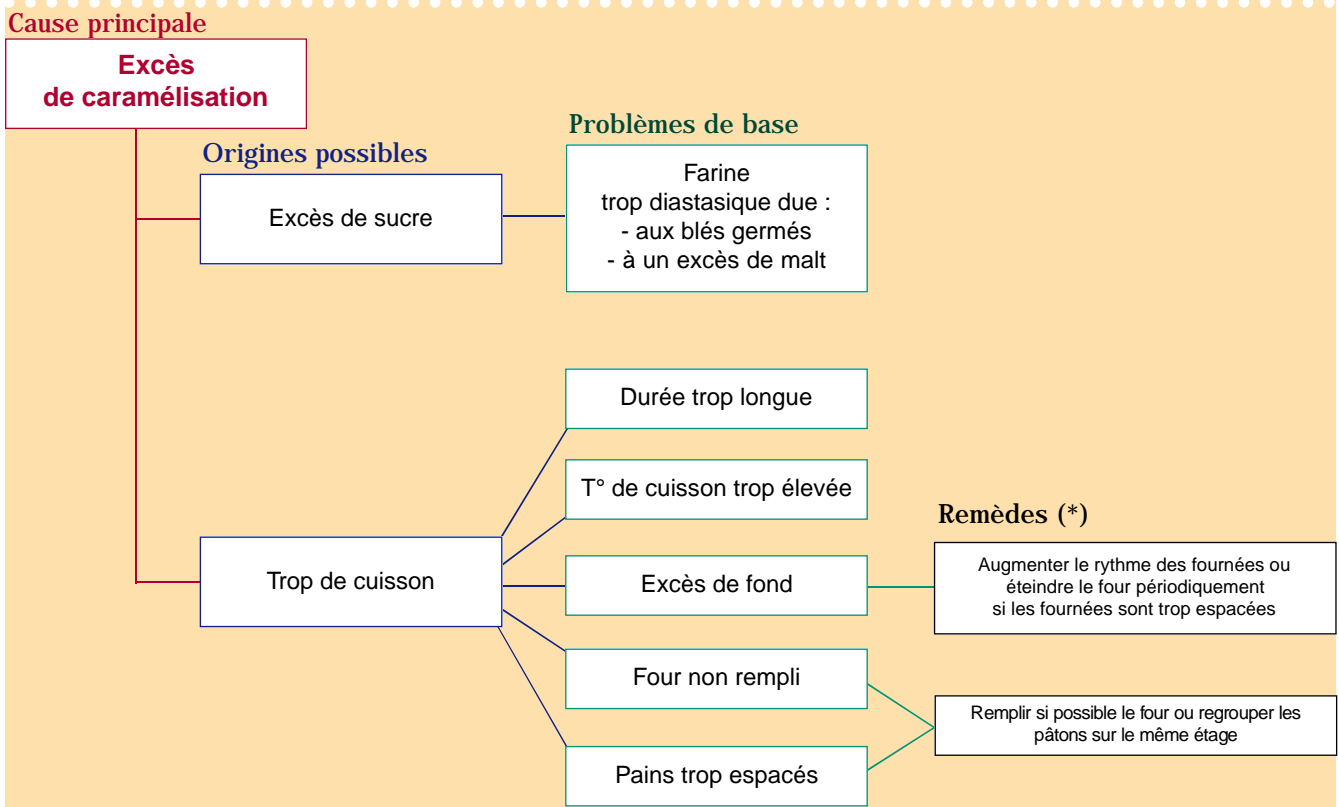 Cause principale
Excès
de caramélisation
Origines possibles
Problèmes de base
Excès de sucre
Farine
trop diastasique due :
- aux blés germés
- à un excès de malt
Durée trop longue
T° de cuisson trop élevée
Remèdes (*)
Trop de cuisson
Excès de fond
Augmenter le rythme des fournées ou
éteindre le four périodiquement
si les fournées sont trop espacées
Four non rempli
Remplir si possible le four ou regrouper les
pâtons sur le même étage
Pains trop espacés